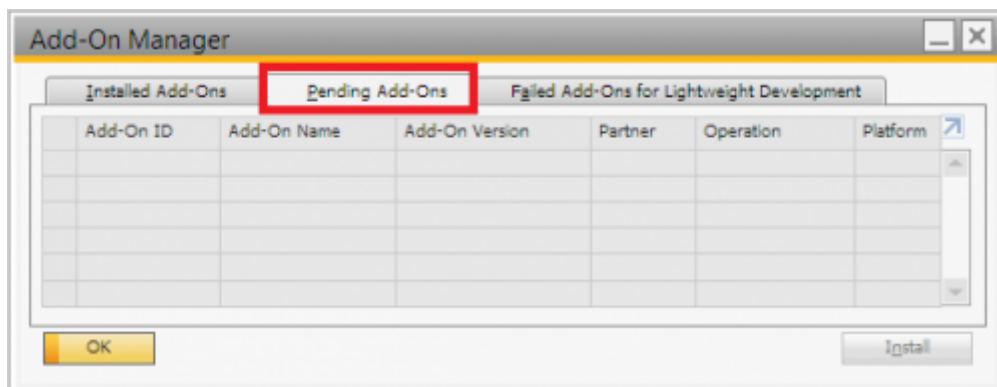 Add-On Manager
Installed Add-Ons Pending Add-Ons Failed Add-Ons for Lightweight Development
Add-On ID Add-On Name Add-On Version Partner Operation Platform
OK Install